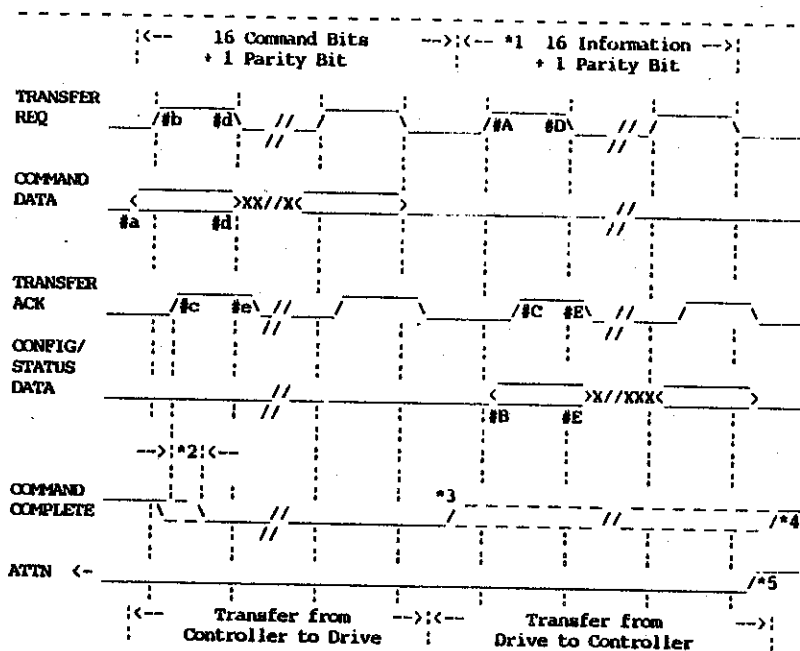 |<-- 16 Command Bits -->|<-- *1 16 Information -->|
+ 1 Parity Bit + 1 Parity Bit
TRANSFER
REQ
#b #d // #A #D //
COMMAND
DATA
>XX//X<
#a #d //
TRANSFER
ACK
#c #e // #C #E //
CONFIG/
STATUS
DATA
// >X//XXX<
#B #E
-->|*2|<--
COMMAND
COMPLETE
// *3 // *4
ATTN <-
*5
|<-- Transfer from -->|<-- Transfer from -->|
Controller to Drive Drive to Controller